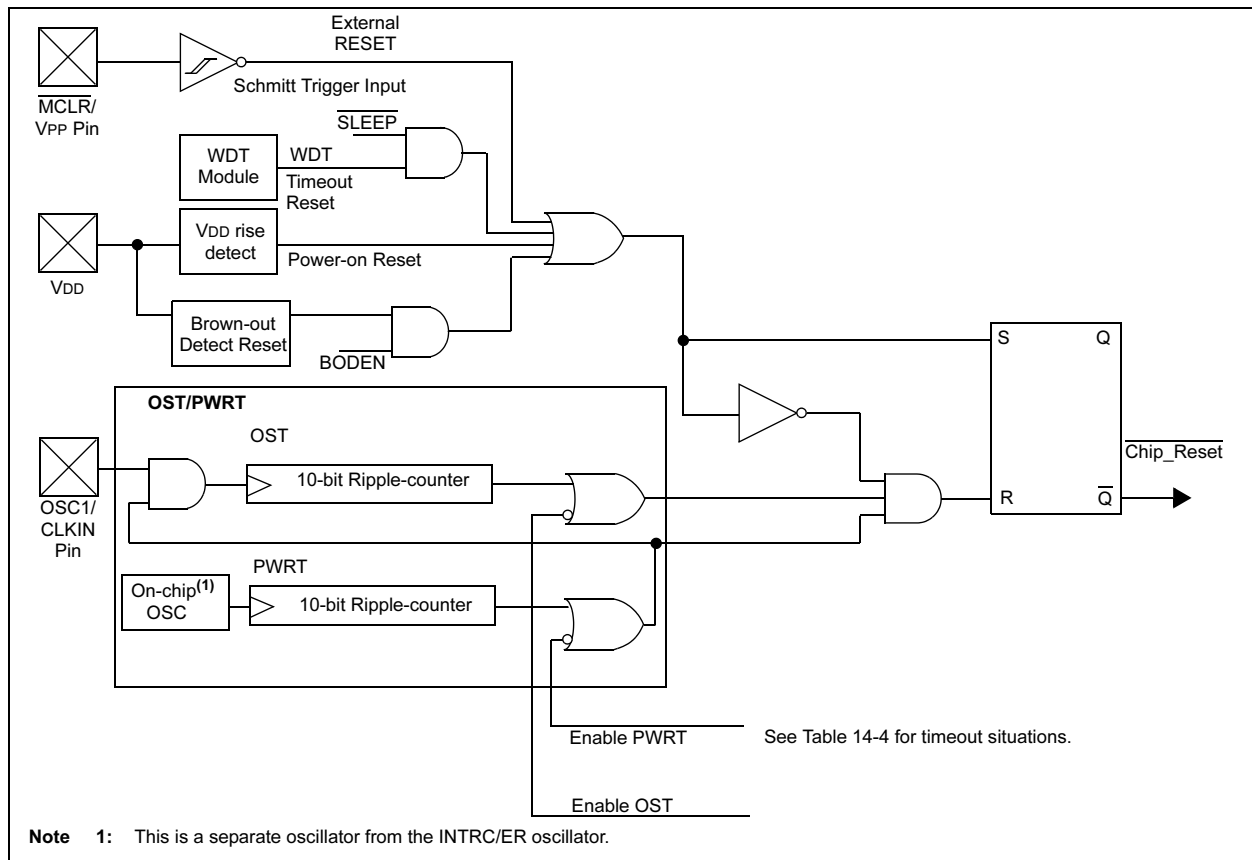 External
RESET
Schmitt Trigger Input
MCLR/
VPP Pin
SLEEP
WDT
Module
WDT
Timeout
Reset
VDD rise
detect
Power-on Reset
VDD
Brown-out
Detect Reset
BODEN
S
Q
R
Q
Chip_Reset
OST/PWRT
OST
10-bit Ripple-counter
OSC1/
CLKIN
Pin
PWRT
On-chip(1)
OSC
10-bit Ripple-counter
Enable PWRT
See Table 14-4 for timeout situations.
Enable OST
Note 1: This is a separate oscillator from the INTRC/ER oscillator.